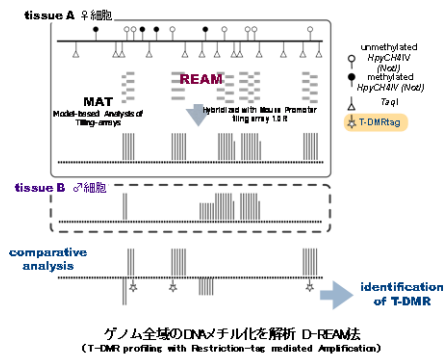 tissue A ♀細胞
unmethylated
HpyCH4IV
(NotI)
methylated
HpyCH4IV (NotI)
TaqI
T-DMRtag
REAM
MAT
Model-based Analysis of
Tiling-arrays
Hybridized with Mouse Promoter
tiling array 1.0 R
tissue B ♂細胞
comparative
analysis
identification
of T-DMR
ゲノム全域のDNAメチル化を解析 D-REAM法
(T-DMR profiling with Restriction-tag mediated Amplification)